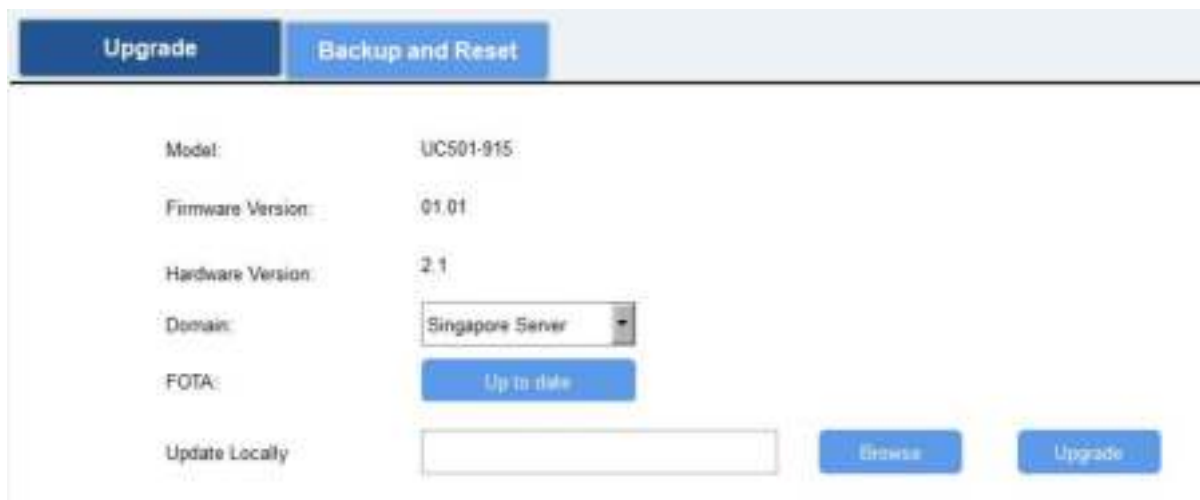 Upgrade
Backup and Reset
Model:
UC501-915
Firmware Version:
01.01
Hardware Version:
2.1
Domain:
Singapore Server
FOTA:
Up to date
Update Locally
Browse
Upgrade